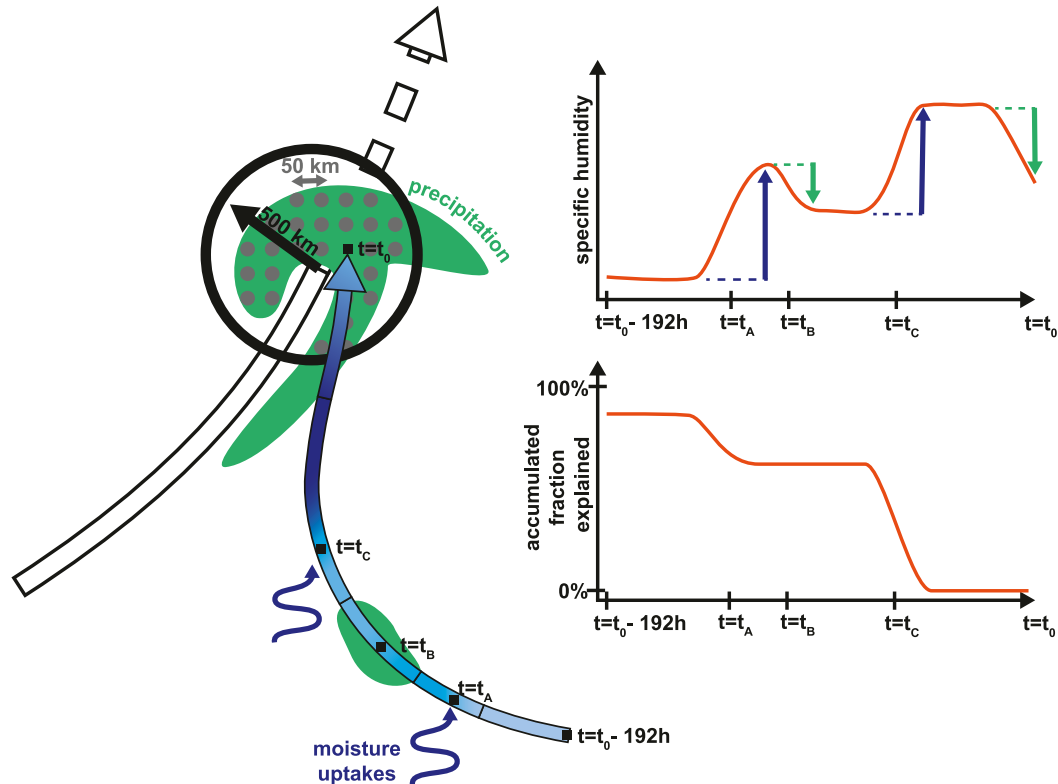 50 km
500 km
precipitation
t=t0
t=tC
t=tB
t=tA
t=t0- 192h
moisture
uptakes
specific humidity
t=t0- 192h
t=tA
t=tB
t=tC
t=t0
100%
accumulated
fraction
explained
0%
t=t0- 192h
t=tA
t=tB
t=tC
t=t0